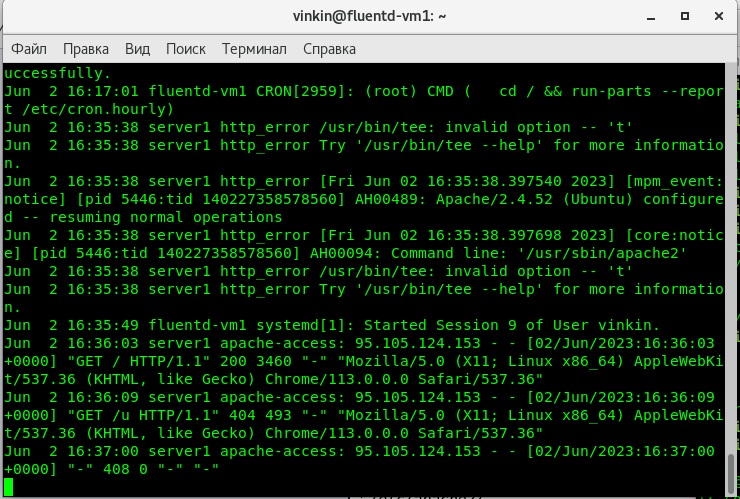 vinkin@fluentd-vm1: ~
Файл Правка Вид Поиск Терминал Справка
uccessfully.
Jun  2 16:17:01 fluentd-vm1 CRON[2959]: (root) CMD (   cd / && run-parts --repor
t /etc/cron.hourly)
Jun  2 16:35:38 server1 http_error /usr/bin/tee: invalid option -- 't'
Jun  2 16:35:38 server1 http_error Try '/usr/bin/tee --help' for more informatio
n.
Jun  2 16:35:38 server1 http_error [Fri Jun 02 16:35:38.397540 2023] [mpm_event:
notice] [pid 5446:tid 140227358578560] AH00489: Apache/2.4.52 (Ubuntu) configure
d -- resuming normal operations
Jun  2 16:35:38 server1 http_error [Fri Jun 02 16:35:38.397698 2023] [core:notic
e] [pid 5446:tid 140227358578560] AH00094: Command line: '/usr/sbin/apache2'
Jun  2 16:35:38 server1 http_error /usr/bin/tee: invalid option -- 't'
Jun  2 16:35:38 server1 http_error Try '/usr/bin/tee --help' for more informatio
n.
Jun  2 16:35:49 fluentd-vm1 systemd[1]: Started Session 9 of User vinkin.
Jun  2 16:36:03 server1 apache-access: 95.105.124.153 - - [02/Jun/2023:16:36:03 
+0000] "GET / HTTP/1.1" 200 3460 "-" "Mozilla/5.0 (X11; Linux x86_64) AppleWebKi
t/537.36 (KHTML, like Gecko) Chrome/113.0.0.0 Safari/537.36"
Jun  2 16:36:09 server1 apache-access: 95.105.124.153 - - [02/Jun/2023:16:36:09 
+0000] "GET /u HTTP/1.1" 404 493 "-" "Mozilla/5.0 (X11; Linux x86_64) AppleWebKi
t/537.36 (KHTML, like Gecko) Chrome/113.0.0.0 Safari/537.36"
Jun  2 16:37:00 server1 apache-access: 95.105.124.153 - - [02/Jun/2023:16:37:00 
+0000] "-" 408 0 "-" "-"